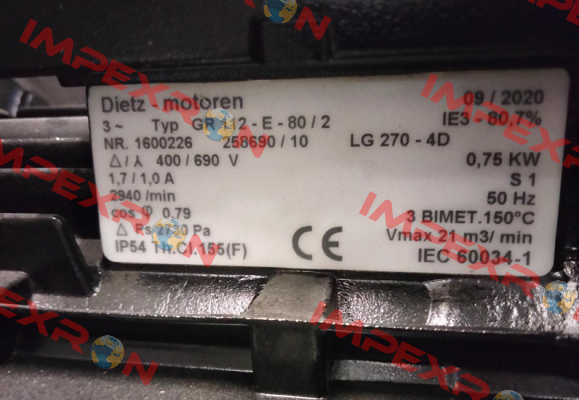 Dietz - motoren 09 / 2020
3 ~ Typ GR 112 - E - 80 / 2 IE3 - 80,7%
NR. 1600226 258690 / 10 LG 270 - 4D
Δ / ⅄ 400 / 690 V 0,75 KW
1,7 / 1,0 A S 1
2940 /min 50 Hz
cos φ 0,79 3 BIMET.150°C
Δ Ps/2730 Pa Vmax 21 m3/ min
IP54 TH.Cl.155(F) CE IEC 60034-1
IMPEXRON
IMPEXRON
IMPEXRON
IMPEXRON
IMPEXRON